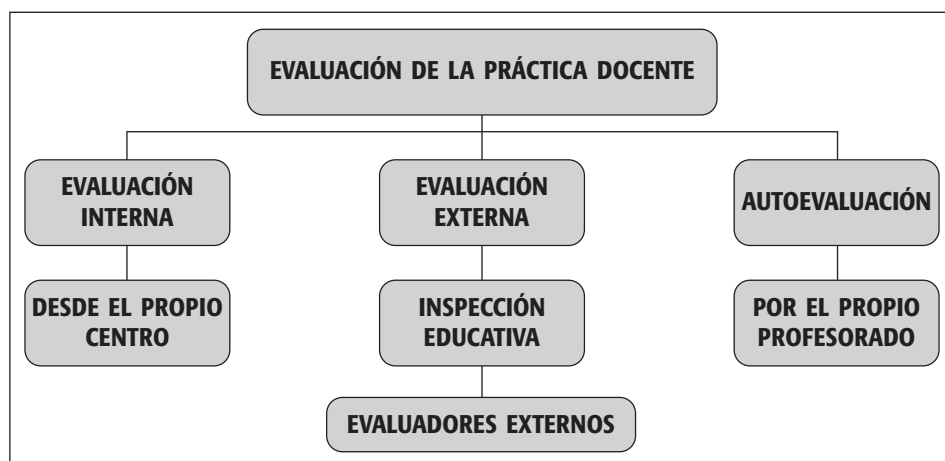 EVALUACIÓN DE LA PRÁCTICA DOCENTE
EVALUACIÓN
INTERNA
EVALUACIÓN
EXTERNA
AUTOEVALUACIÓN
DESDE EL PROPIO
CENTRO
INSPECCIÓN
EDUCATIVA
POR EL PROPIO
PROFESORADO
EVALUADORES EXTERNOS